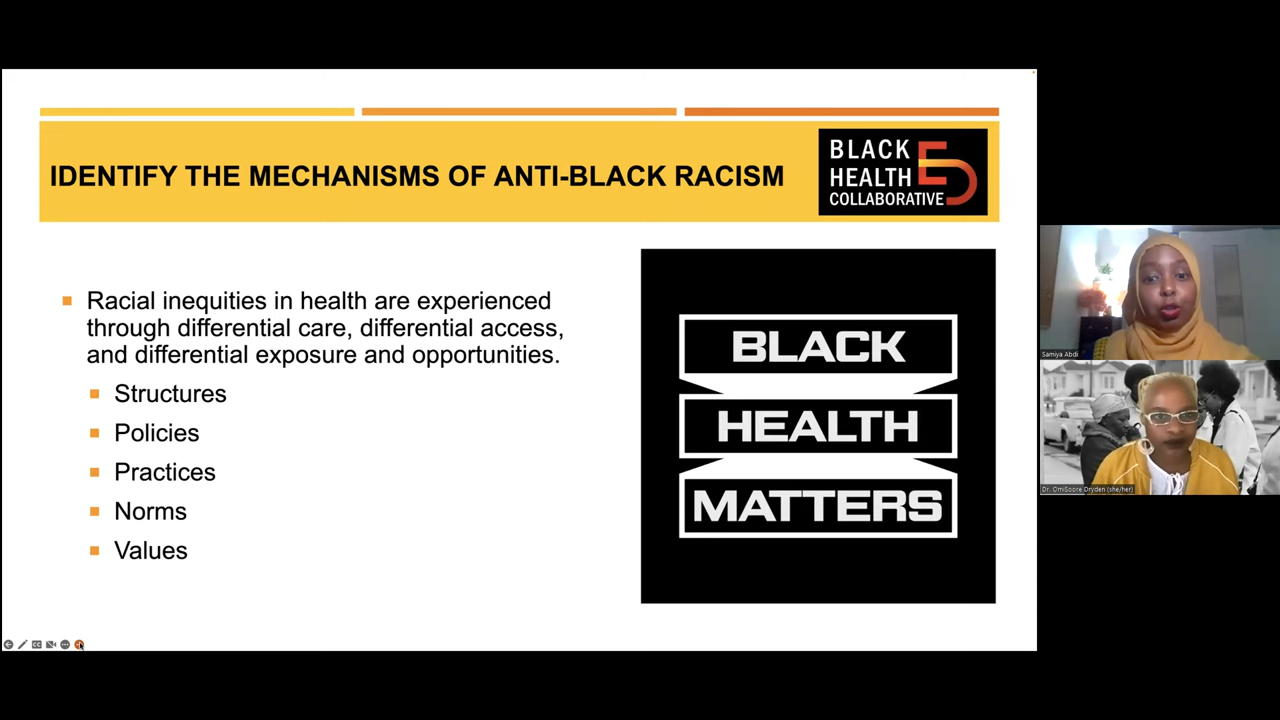 IDENTIFY THE MECHANISMS OF ANTI-BLACK RACISM
BLACK
HEALTH
COLLABORATIVE
Racial inequities in health are experienced
through differential care, differential access,
and differential exposure and opportunities.
Structures
Policies
Practices
Norms
Values
BLACK
HEALTH
MATTERS
Samiya Abdi
Dr. OmiSoore Dryden (she/her)